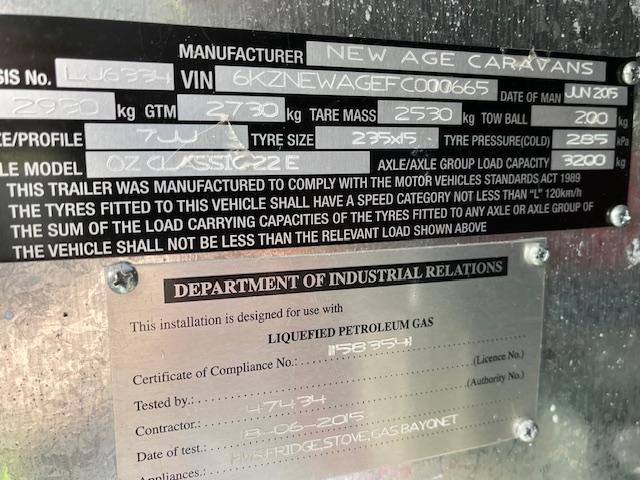 MANUFACTURER NEW AGE CARAVANS
SIS No. LJ6334 VIN 6KZNEWAGEFC000665 DATE OF MAN JUN 2015
2930 kg GTM 2730 kg TARE MASS 2530 kg TOW BALL 200 kg
ZE/PROFILE 7JJ TYRE SIZE 235x15 TYRE PRESSURE(COLD) 285 kPa
LE MODEL OZ CLASSIC 22 E AXLE/AXLE GROUP LOAD CAPACITY 3200 kg
THIS TRAILER WAS MANUFACTURED TO COMPLY WITH THE MOTOR VEHICLES STANDARDS ACT 1989
THE TYRES FITTED TO THIS VEHICLE SHALL HAVE A SPEED CATEGORY NOT LESS THAN "L" 120km/h
THE SUM OF THE LOAD CARRYING CAPACITIES OF THE TYRES FITTED TO ANY AXLE OR AXLE GROUP OF
THE VEHICLE SHALL NOT BE LESS THAN THE RELEVANT LOAD SHOWN ABOVE
DEPARTMENT OF INDUSTRIAL RELATIONS
This installation is designed for use with
LIQUEFIED PETROLEUM GAS
Certificate of Compliance No.: 11583541
Tested by: (Licence No.)
Contractor: 47434 (Authority No.)
Date of test: 18-06-2015
Appliances: HWS, FRIDGE, STOVE, GAS BAYONET